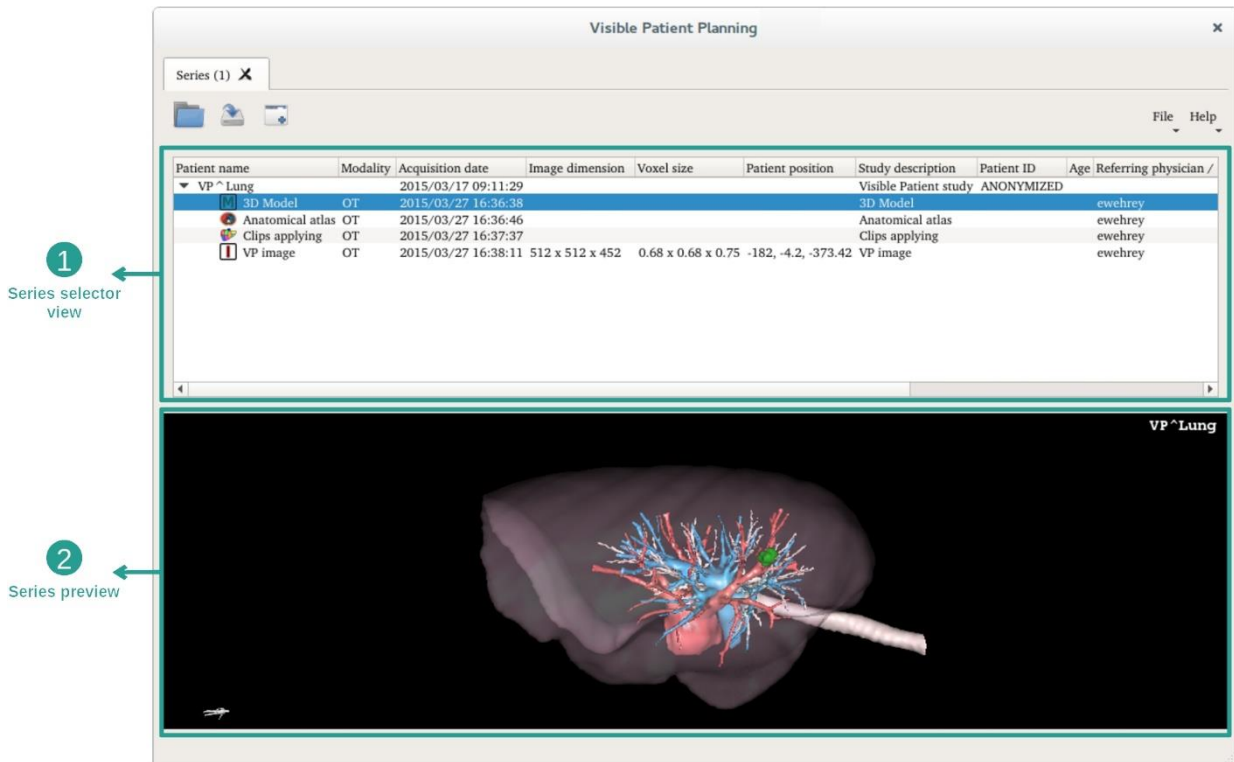 Visible Patient Planning
Series (1)
File Help
Patient name Modality Acquisition date Image dimension Voxel size Patient position Study description Patient ID Age Referring physician /
VP^Lung 2015/03/17 09:11:29 Visible Patient study ANONYMIZED
M 3D Model OT 2015/03/27 16:36:38 3D Model ewehrey
Anatomical atlas OT 2015/03/27 16:36:46 Anatomical atlas ewehrey
Clips applying OT 2015/03/27 16:37:37 Clips applying ewehrey
VP image OT 2015/03/27 16:38:11 512 x 512 x 452 0.68 x 0.68 x 0.75 -182, -4.2, -373.42 VP image ewehrey
1
Series selector
view
VP^Lung
2
Series preview